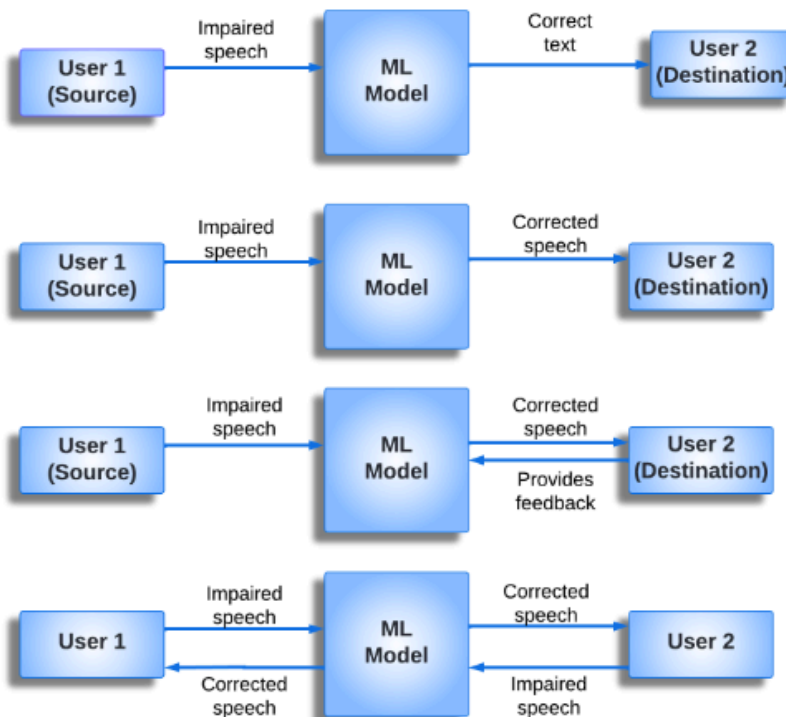 Impaired
speech
Correct
text
User 1
(Source)
ML
Model
User 2
(Destination)
Impaired
speech
Corrected
speech
User 1
(Source)
ML
Model
User 2
(Destination)
Impaired
speech
Corrected
speech
User 1
(Source)
ML
Model
User 2
(Destination)
Provides
feedback
Impaired
speech
Corrected
speech
User 1
ML
Model
User 2
Corrected
speech
Impaired
speech